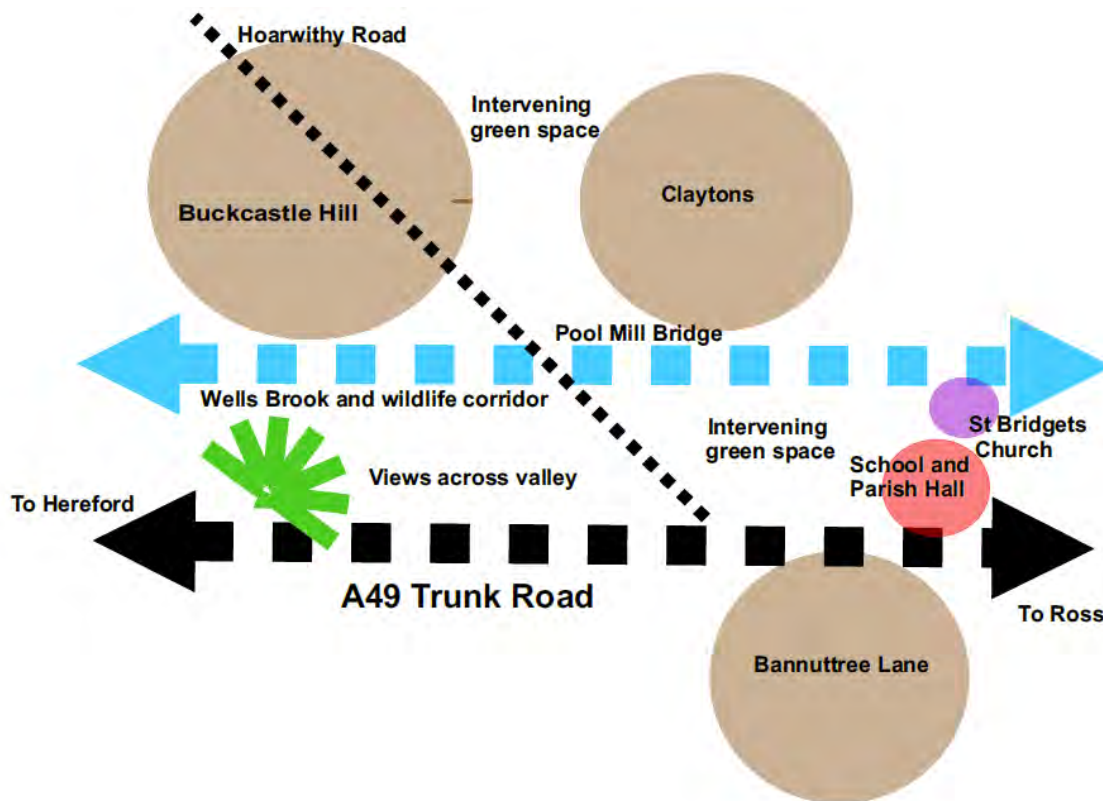 Hoarwithy Road
Intervening
green space
Claytons
Buckcastle Hill
Pool Mill Bridge
Wells Brook and wildlife corridor
Intervening
green space
St Bridgets
Church
School and
Parish Hall
Views across valley
To Hereford
A49 Trunk Road
To Ross
Bannuttree Lane